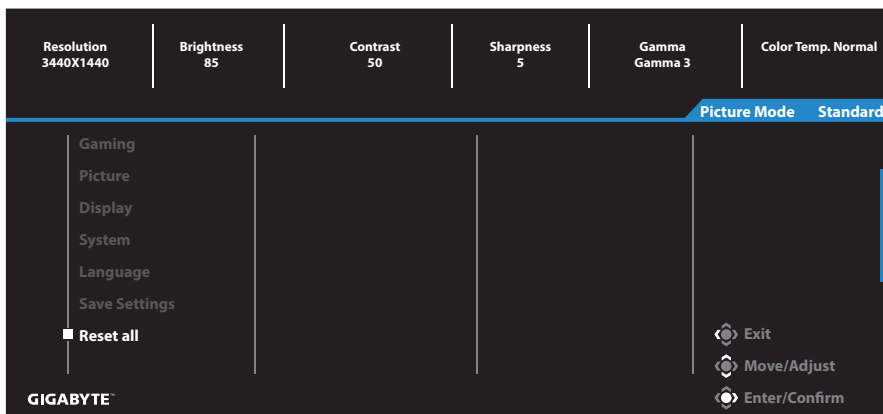 Resolution
3440X1440
Brightness
85
Contrast
50
Sharpness
5
Gamma
Gamma 3
Color Temp. Normal
Picture Mode Standard
Gaming
Picture
Display
System
Language
Save Settings
Reset all
Exit
Move/Adjust
Enter/Confirm
GIGABYTE™